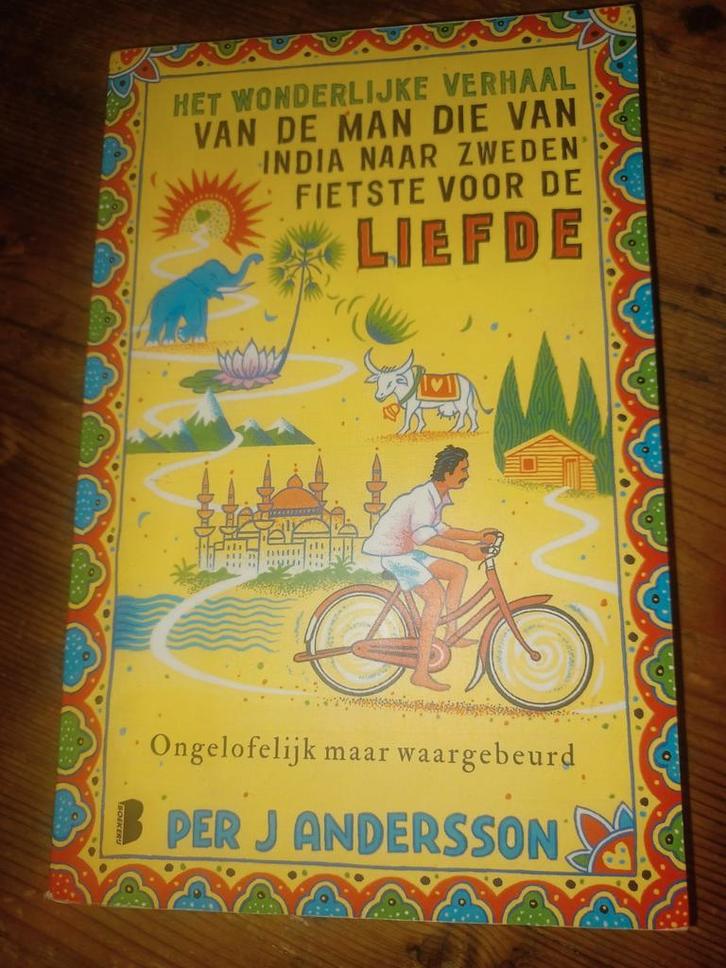 HET WONDERLIJKE VERHAAL
VAN DE MAN DIE VAN
INDIA NAAR ZWEDEN
FIETSTE VOOR DE
LIEFDE
Ongelofelijk maar waargebeurd
BOEKERIJ
PER J ANDERSSON